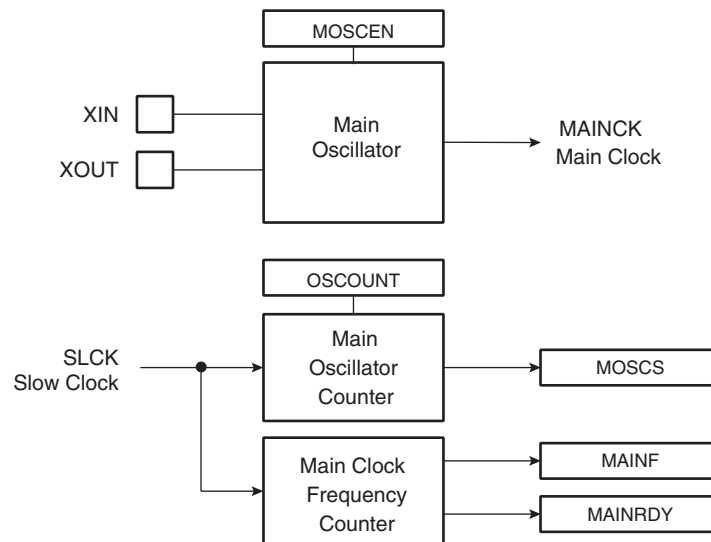 MOSCEN
XIN
XOUT
Main
Oscillator
MAINCK
Main Clock
OSCOUNT
SLCK
Slow Clock
Main
Oscillator
Counter
MOSCS
Main Clock
Frequency
Counter
MAINF
MAINRDY